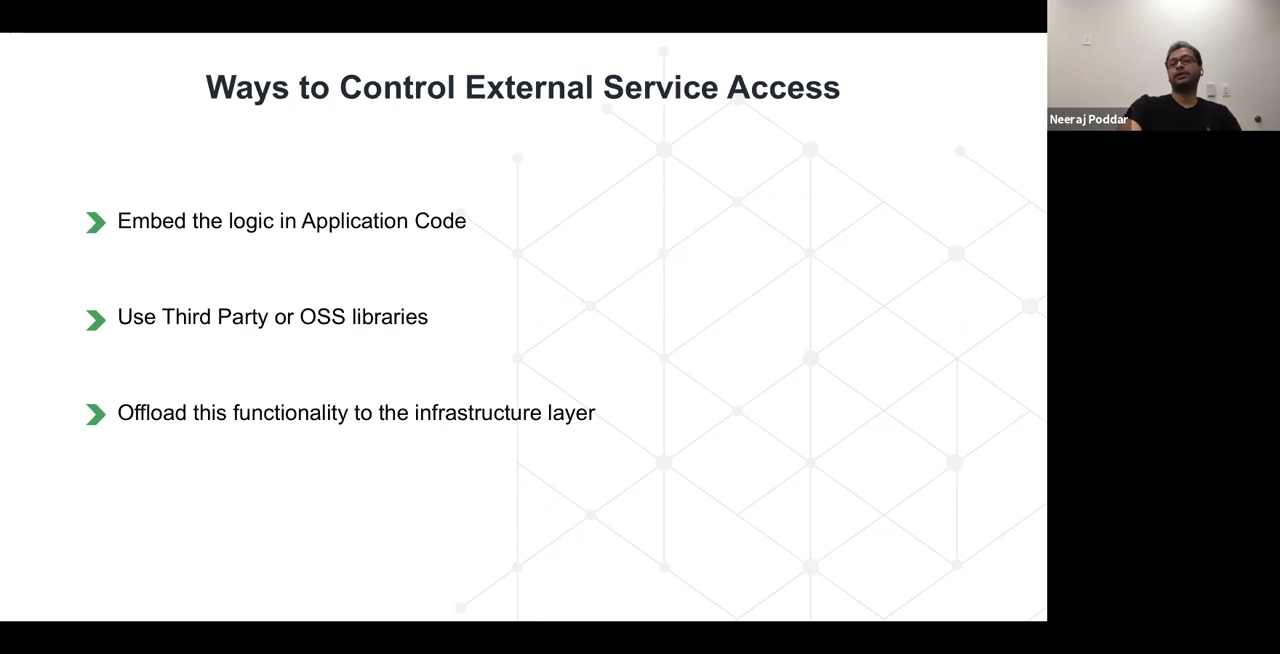 Ways to Control External Service Access
Embed the logic in Application Code
Use Third Party or OSS libraries
Offload this functionality to the infrastructure layer
Neeraj Poddar